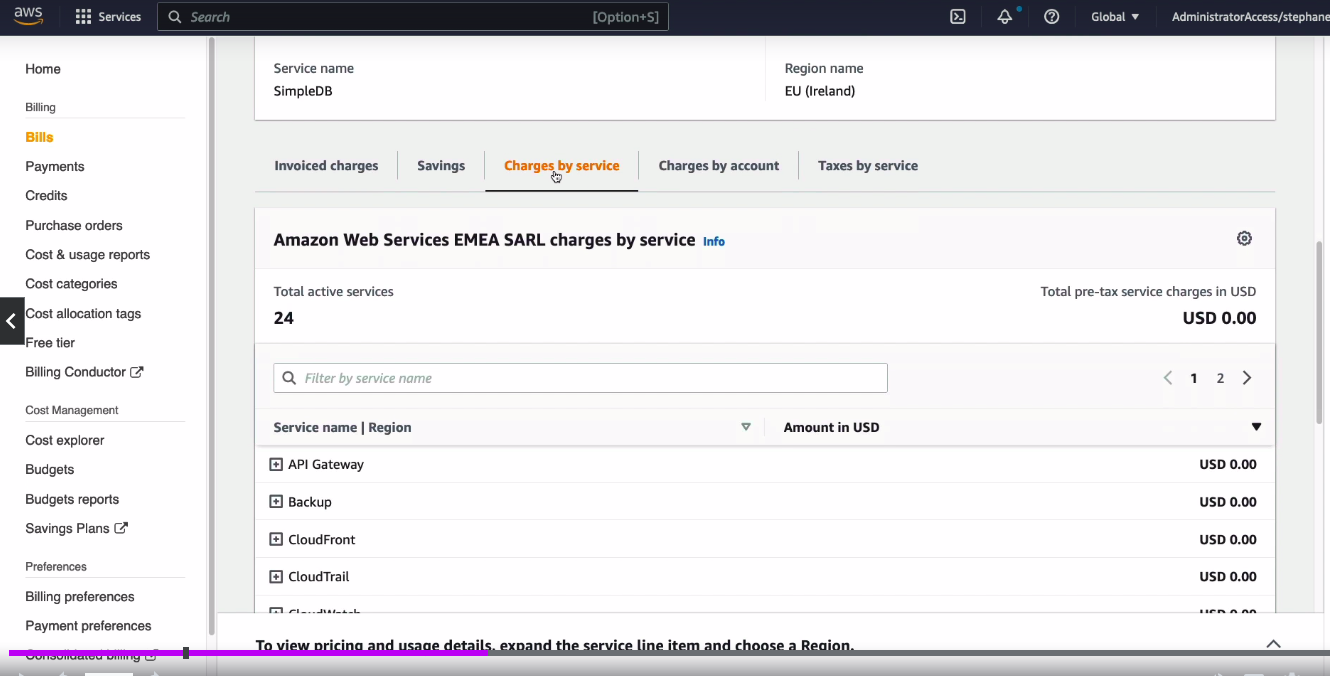 aws
Services
Search
[Option+S]
Global
AdministratorAccess/stephane
Home
Billing
Bills
Payments
Credits
Purchase orders
Cost & usage reports
Cost categories
Cost allocation tags
Free tier
Billing Conductor
Cost Management
Cost explorer
Budgets
Budgets reports
Savings Plans
Preferences
Billing preferences
Payment preferences
Consolidated billing
Service name
SimpleDB
Region name
EU (Ireland)
Invoiced charges
Savings
Charges by service
Charges by account
Taxes by service
Amazon Web Services EMEA SARL charges by service Info
Total active services
24
Total pre-tax service charges in USD
USD 0.00
Filter by service name
1 2
Service name | Region
Amount in USD
API Gateway USD 0.00
Backup USD 0.00
CloudFront USD 0.00
CloudTrail USD 0.00
CloudWatch USD 0.00
To view pricing and usage details, expand the service line item and choose a Region.